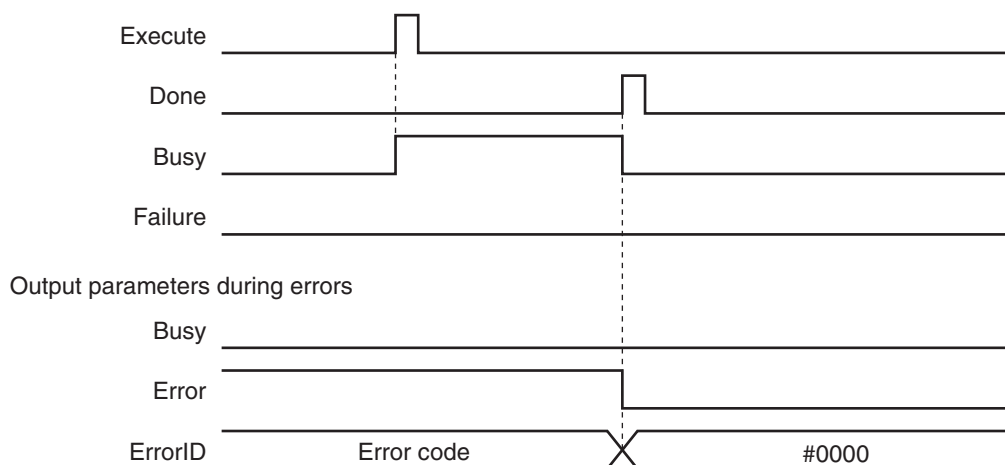 Execute
Done
Busy
Failure
Output parameters during errors
Busy
Error
ErrorID Error code #0000